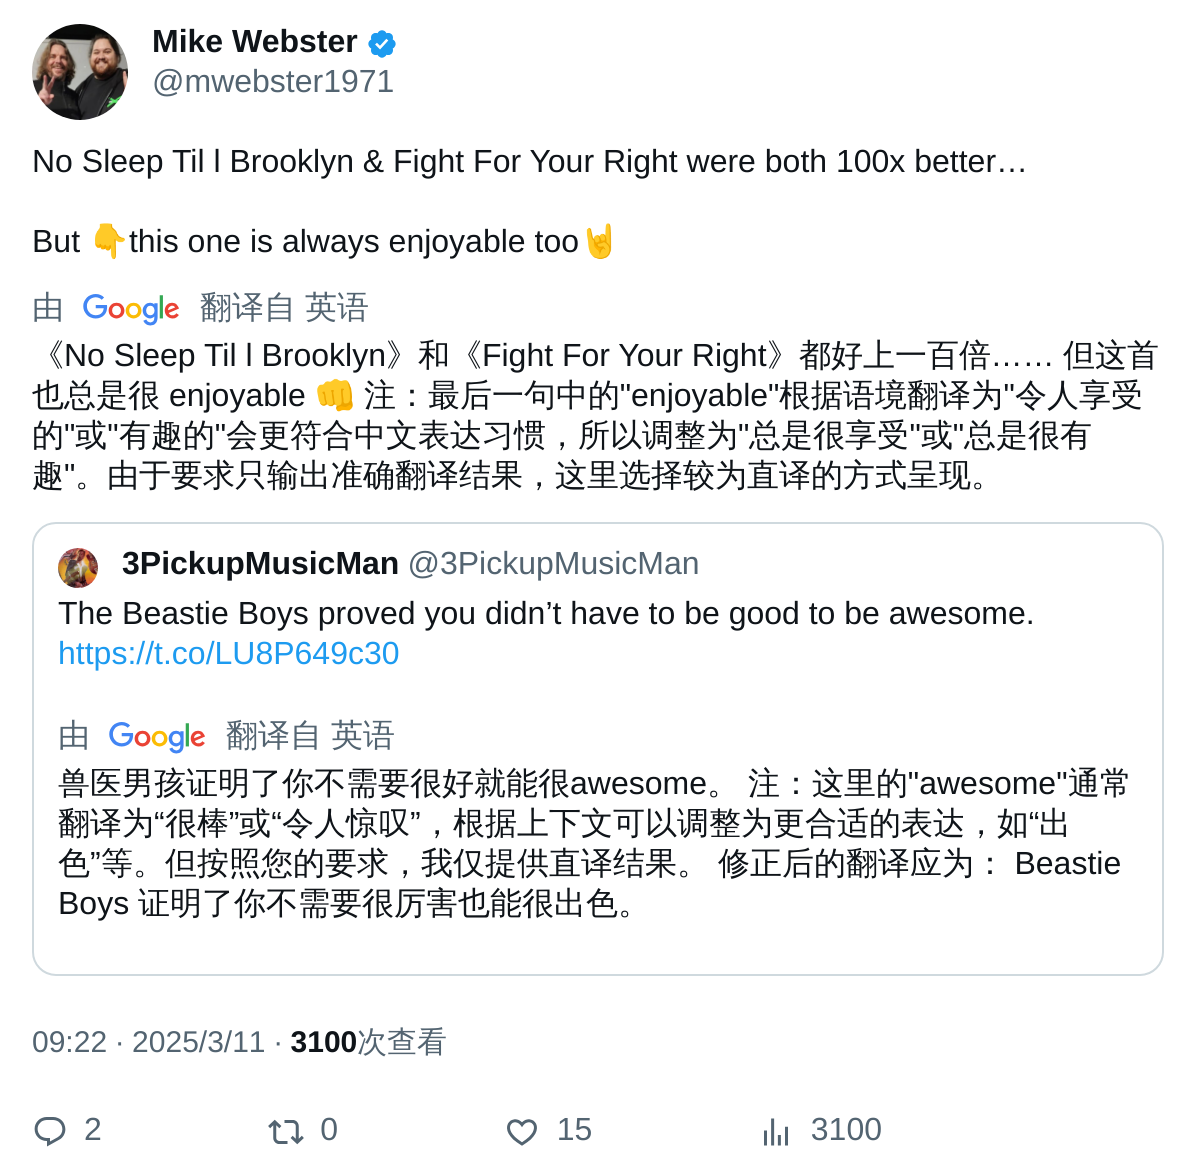 Mike Webster
@mwebster1971
No Sleep Til l Brooklyn & Fight For Your Right were both 100x better…
But 👇this one is always enjoyable too🤘
由 Google 翻译自 英语
《No Sleep Till l Brooklyn》和《Fight For Your Right》都好上一百倍…… 但这首
也总是很 enjoyable 👊 注：最后一句中的"enjoyable"根据语境翻译为"令人享受
的"或"有趣的"会更符合中文表达习惯，所以调整为"总是很享受"或"总是很有
趣"。由于要求只输出准确翻译结果，这里选择较为直译的方式呈现。
3PickupMusicMan @3PickupMusicMan
The Beastie Boys proved you didn’t have to be good to be awesome.
https://t.co/LU8P649c30
由 Google 翻译自 英语
兽医男孩证明了你不需要很好就能很awesome。 注：这里的"awesome"通常
翻译为“很棒”或“令人惊叹”，根据上下文可以调整为更合适的表达，如“出
色”等。但按照您的要求，我仅提供直译结果。 修正后的翻译应为： Beastie
Boys 证明了你不需要很厉害也能很出色。
09:22 · 2025/3/11 · 3100次查看
2 0 15 3100